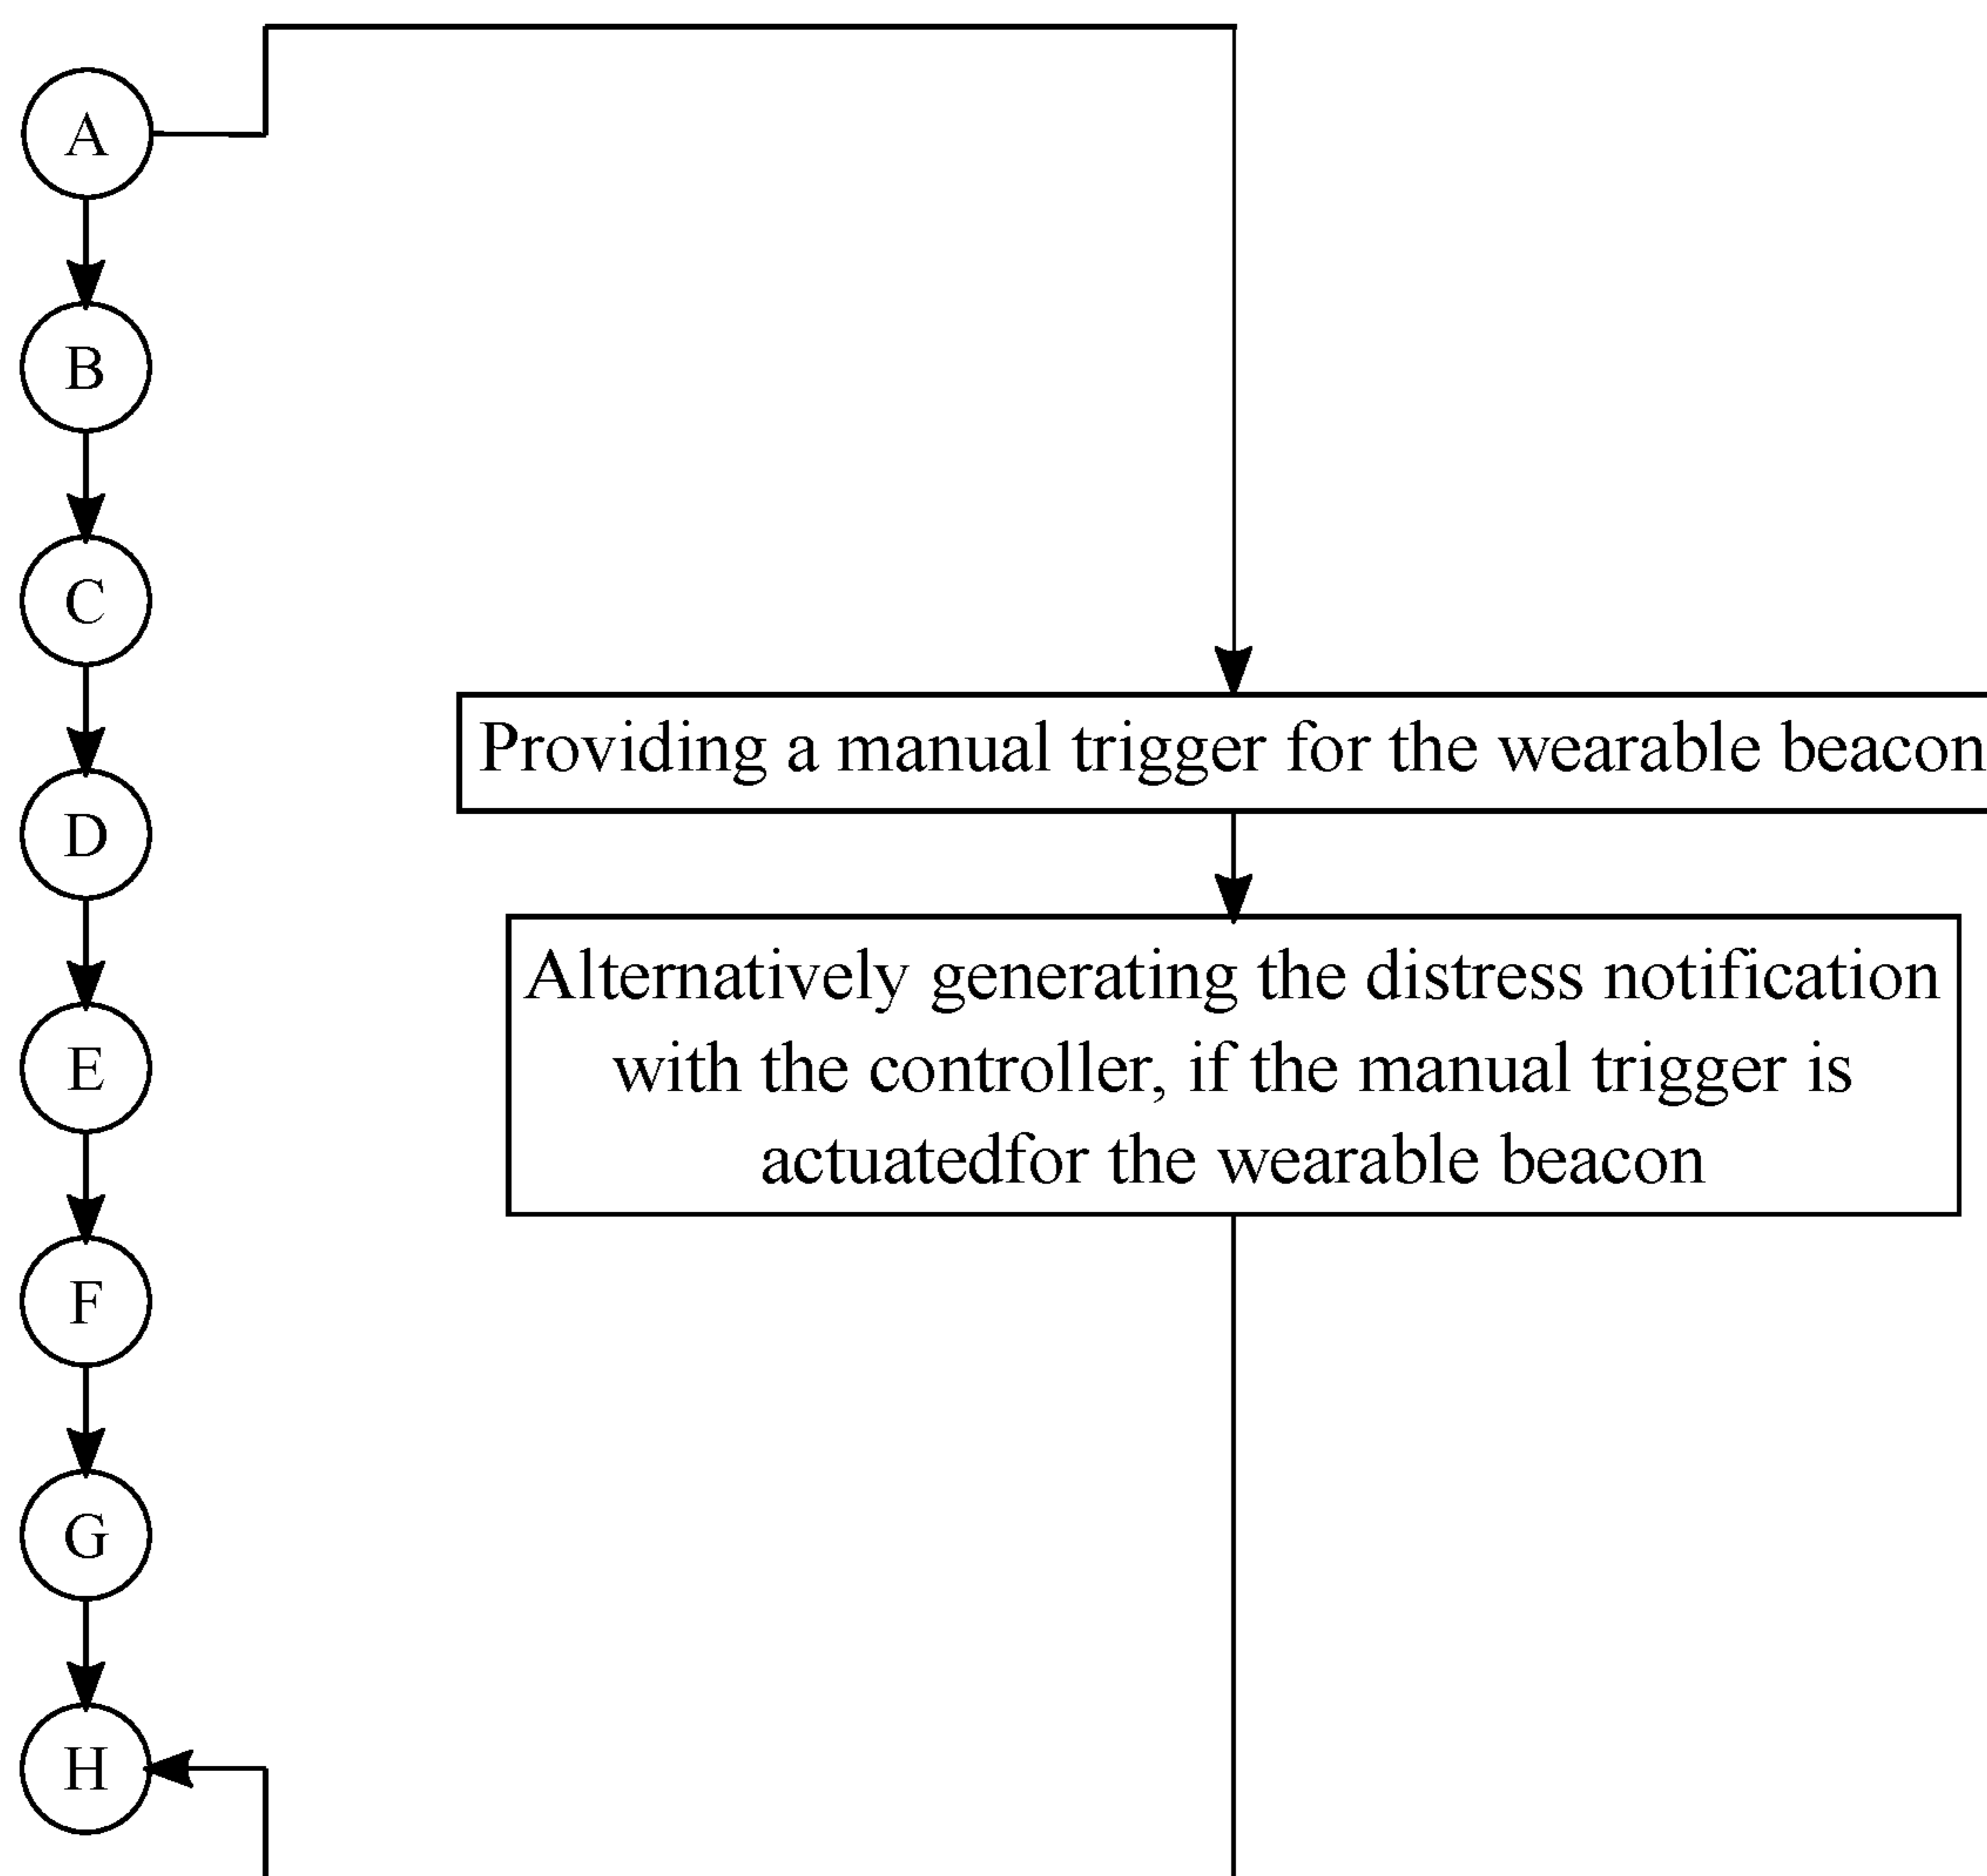 A
B
C
D
E
F
G
H
Providing a manual trigger for the wearable beacon
Alternatively generating the distress notification
with the controller, if the manual trigger is
actuatedfor the wearable beacon